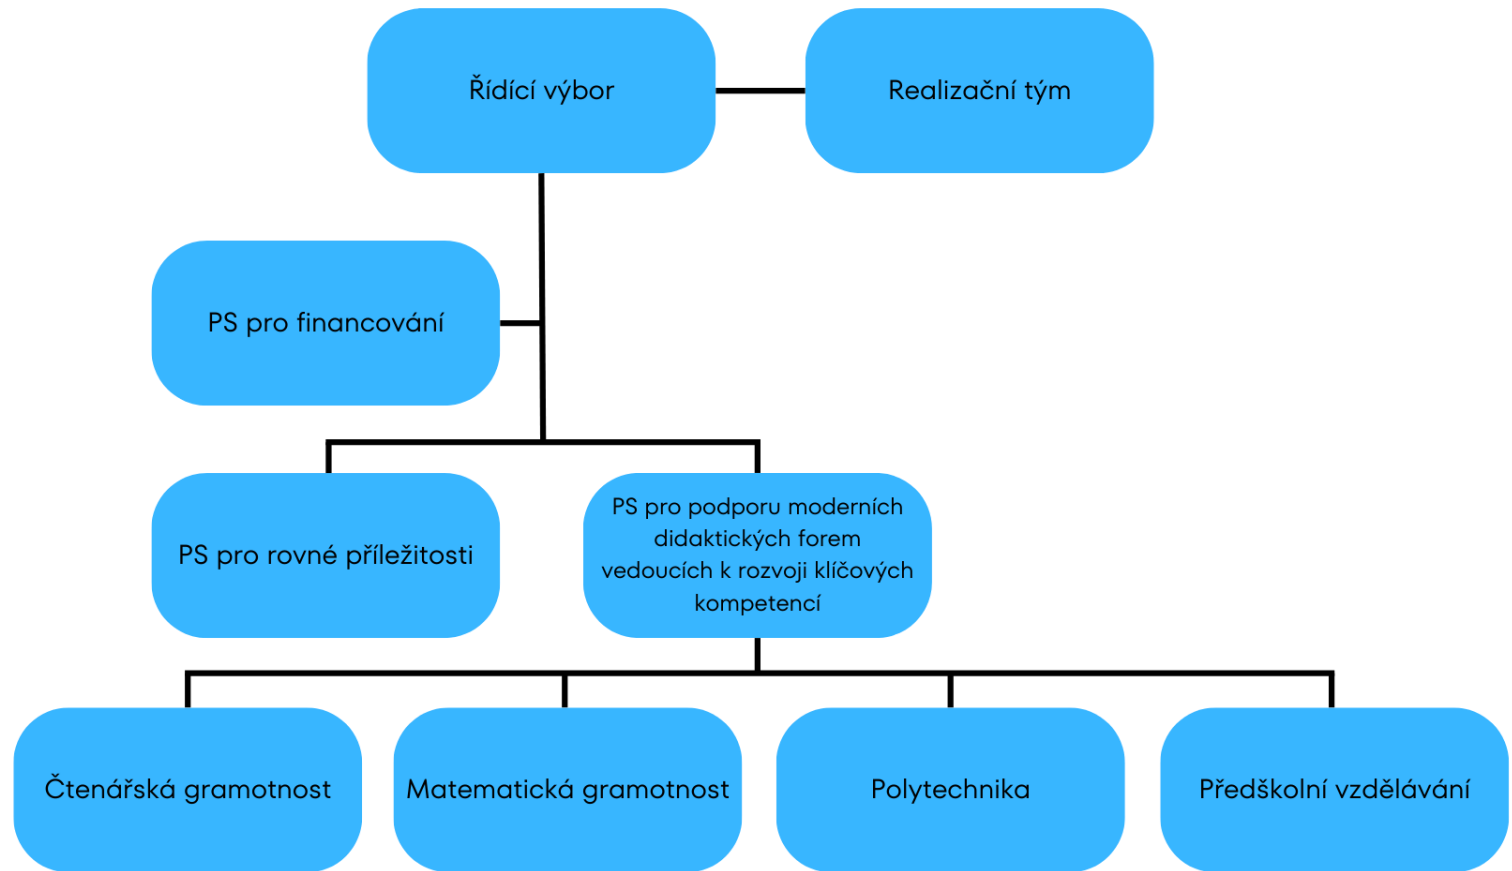 Řídící výbor
Realizační tým
PS pro financování
PS pro rovné příležitosti
PS pro podporu moderních
didaktických forem
vedoucích k rozvoji klíčových
kompetencí
Čtenářská gramotnost
Matematická gramotnost
Polytechnika
Předškolní vzdělávání